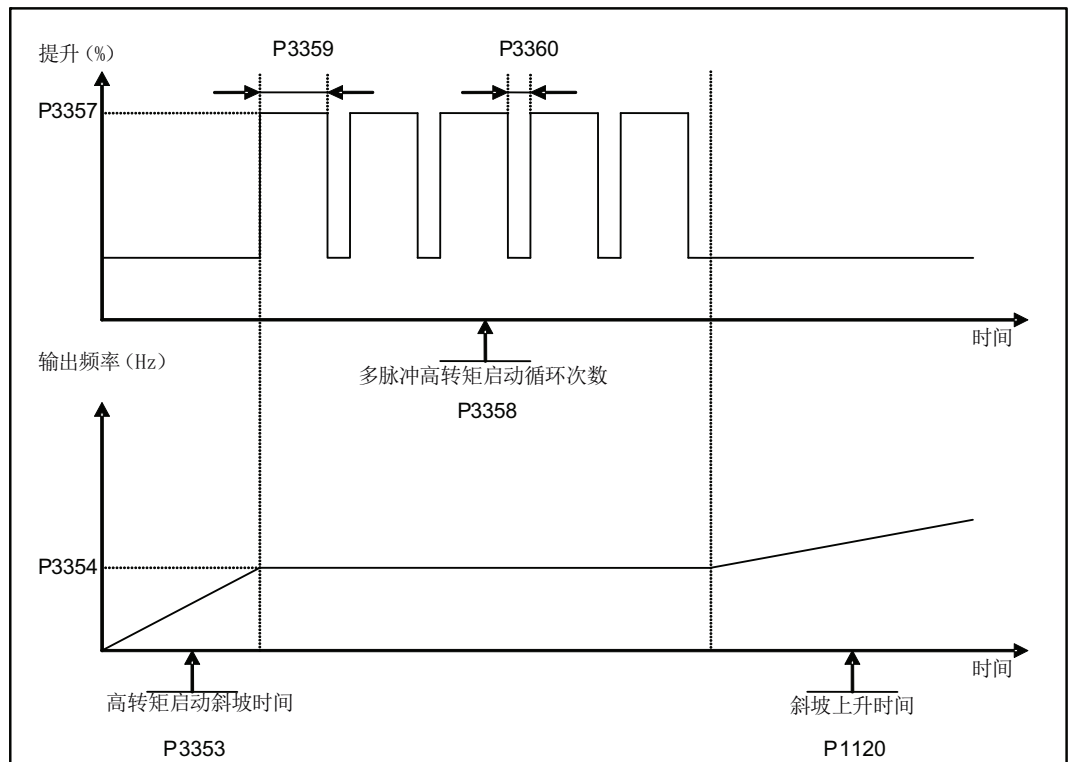 提升(%)
P3359
P3360
P3357
时间
输出频率(Hz)
多脉冲高转矩启动循环次数
P3358
P3354
时间
高转矩启动斜坡时间
斜坡上升时间
P3353
P1120